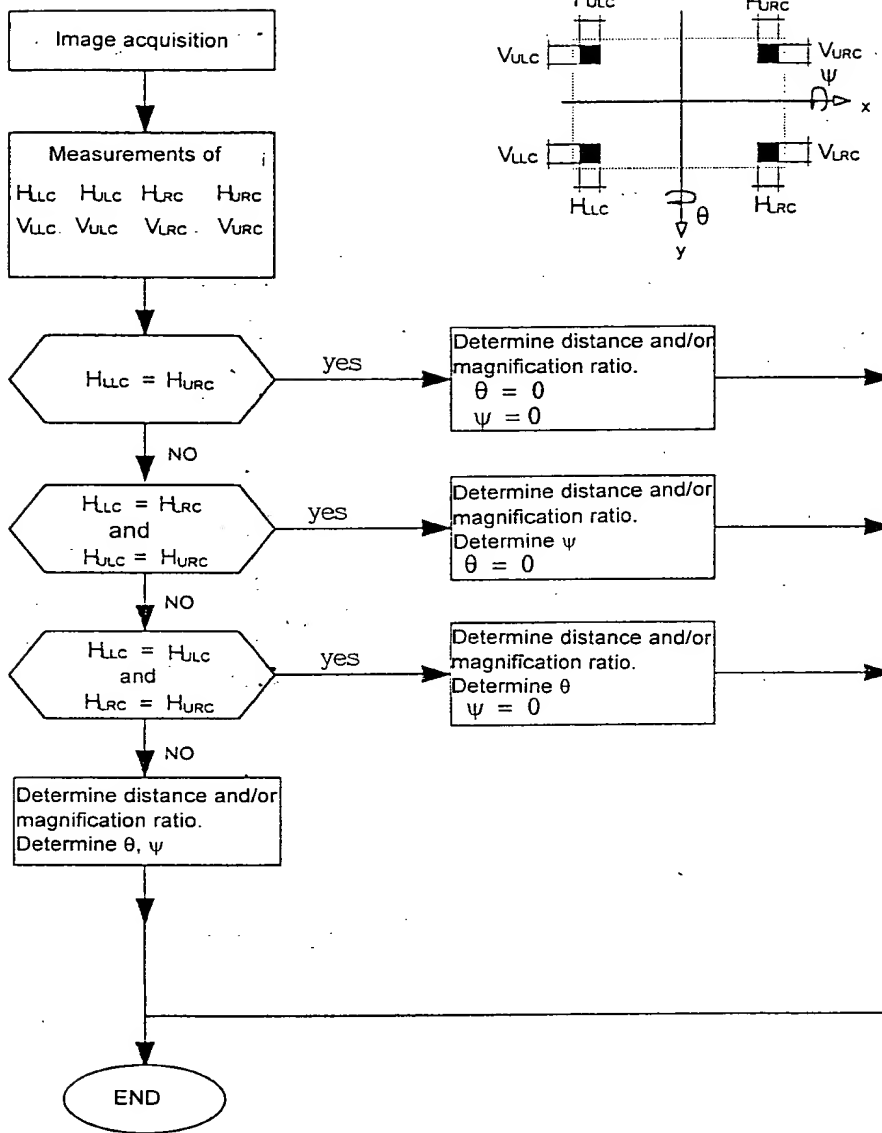 Image acquisition
Measurements of
HLLC HULC HLRC HURC
VLLC VULC VLRC VURC
HULC HURC
VULC VURC
ψ
x
VLLC VLRC
HLLC HLRC
θ
y
HLLC = HURC
yes
Determine distance and/or
magnification ratio.
θ = 0
ψ = 0
NO
HLLC = HLRC
and
HULC = HURC
yes
Determine distance and/or
magnification ratio.
Determine ψ
θ = 0
NO
HLLC = HULC
and
HLRC = HURC
yes
Determine distance and/or
magnification ratio.
Determine θ
ψ = 0
NO
Determine distance and/or
magnification ratio.
Determine θ, ψ
END